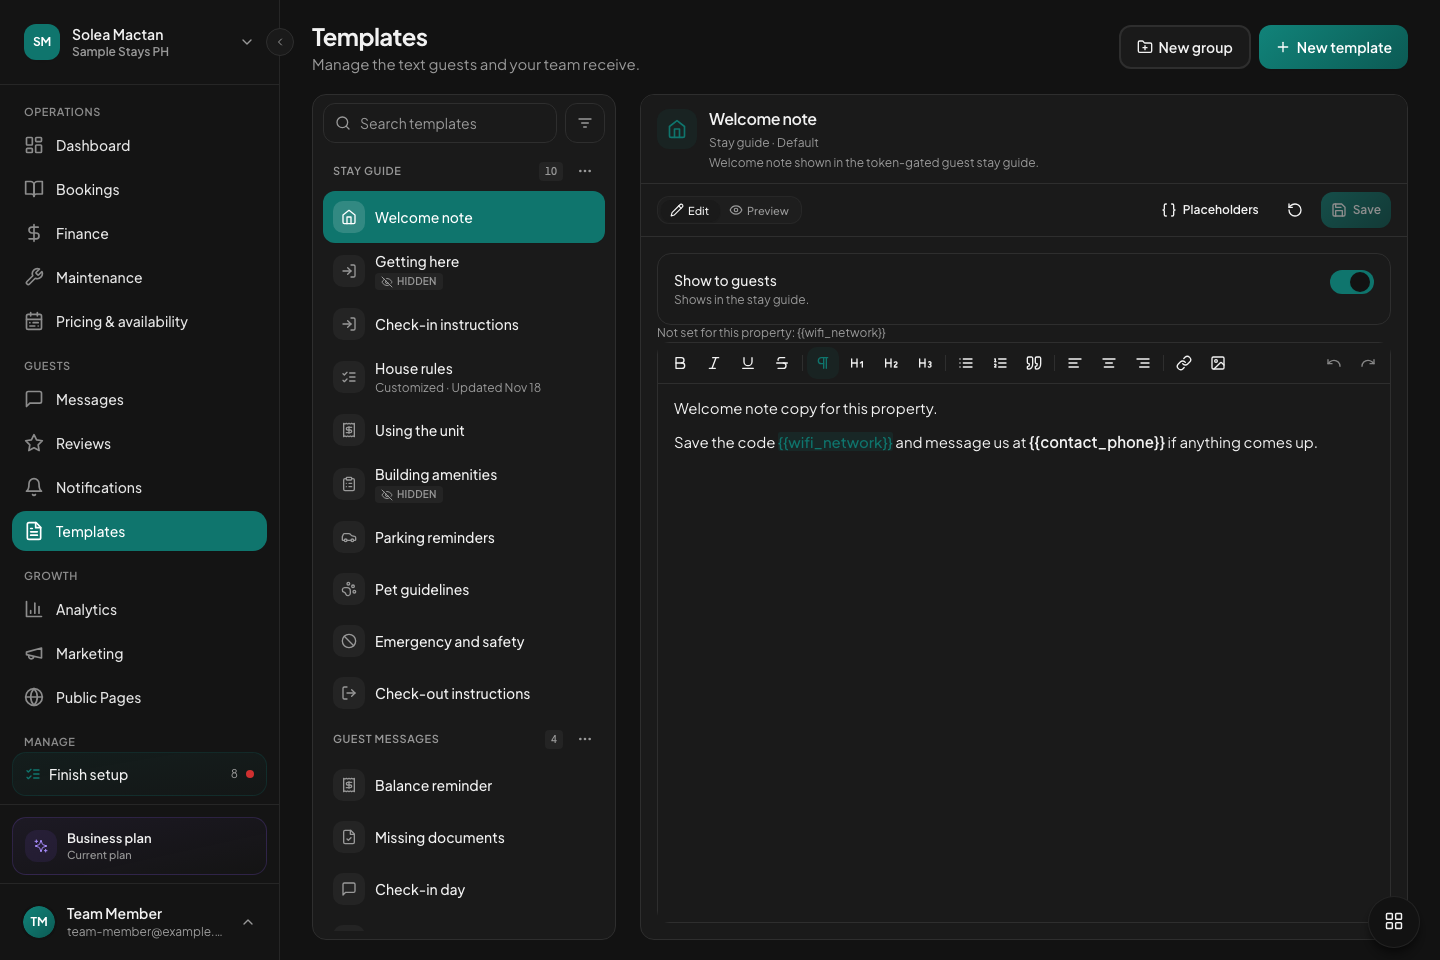 SM
Solea Mactan
Sample Stays PH
OPERATIONS
Dashboard
Bookings
Finance
Maintenance
Pricing & availability
GUESTS
Messages
Reviews
Notifications
Templates
GROWTH
Analytics
Marketing
Public Pages
MANAGE
Finish setup
8
Business plan
Current plan
TM
Team Member
team-member@example....
Templates
Manage the text guests and your team receive.
New group
New template
Search templates
STAY GUIDE
10
Welcome note
Getting here
HIDDEN
Check-in instructions
House rules
Customized · Updated Nov 18
Using the unit
Building amenities
HIDDEN
Parking reminders
Pet guidelines
Emergency and safety
Check-out instructions
GUEST MESSAGES
4
Balance reminder
Missing documents
Check-in day
Welcome note
Stay guide · Default
Welcome note shown in the token-gated guest stay guide.
Edit
Preview
{ } Placeholders
Save
Show to guests
Shows in the stay guide.
Not set for this property: {{wifi_network}}
B I U S ¶ H1 H2 H3
Welcome note copy for this property.
Save the code {{wifi_network}} and message us at {{contact_phone}} if anything comes up.